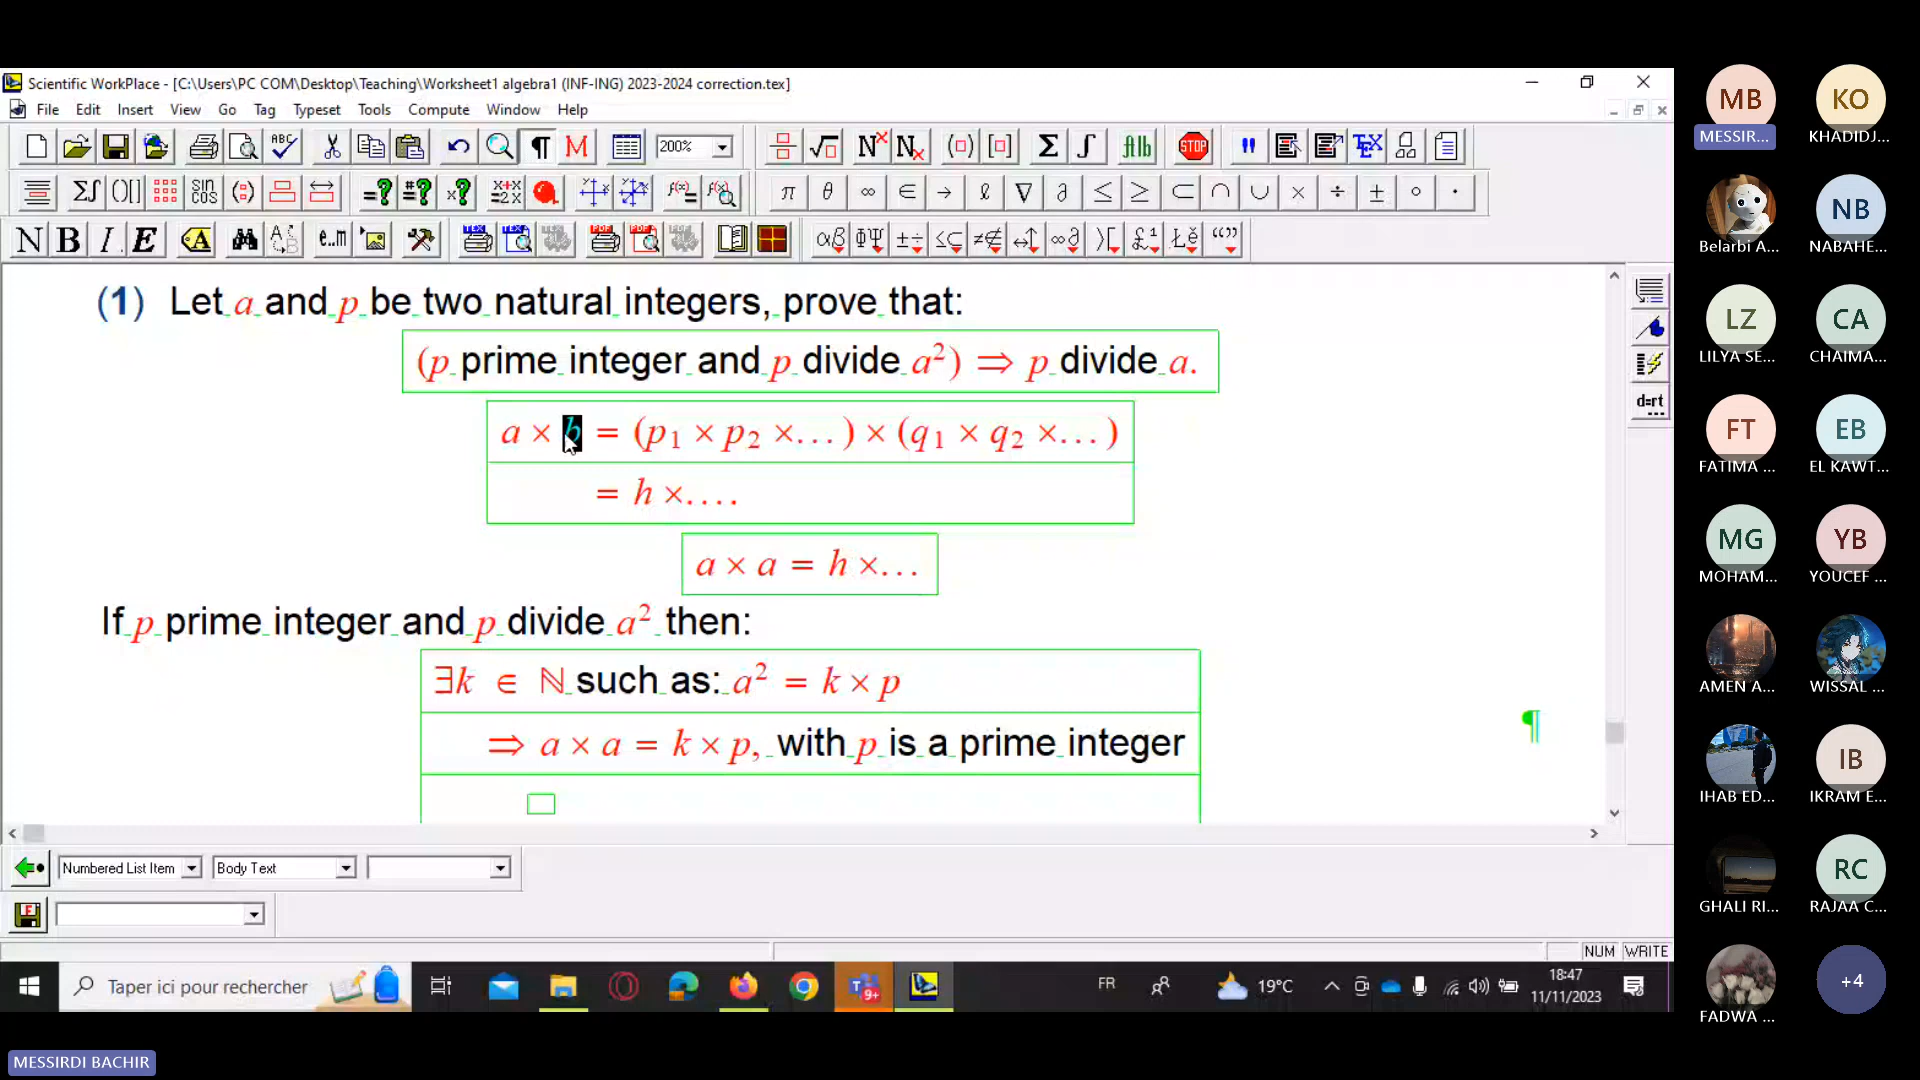 Scientific WorkPlace - [C:\Users\PC COM\Desktop\Teaching\Worksheet1 algebra1 (INF-ING) 2023-2024 correction.tex]
File Edit Insert View Go Tag Typeset Tools Compute Window Help
200%
(1) Let a and p be two natural integers, prove that:
(p prime integer and p divide a²) ⇒ p divide a.
a × b = (p₁ × p₂ ×...) × (q₁ × q₂ ×...)
= h ×....
a × a = h ×...
If p prime integer and p divide a² then:
∃k ∈ ℕ such as: a² = k × p
⇒ a × a = k × p, with p is a prime integer
Numbered List Item Body Text
NUM WRITE
Taper ici pour rechercher
9+
FR
19°C
18:47
11/11/2023
MB
MESSIR...
KO
KHADIDJ...
Belarbi A...
NB
NABAHE...
LZ
LILYA SE...
CA
CHAIMA...
FT
FATIMA ...
EB
EL KAWT...
MG
MOHAM...
YB
YOUCEF ...
AMEN A...
WISSAL ...
IHAB ED...
IB
IKRAM E...
GHALI RI...
RC
RAJAA C...
FADWA ...
+4
MESSIRDI BACHIR